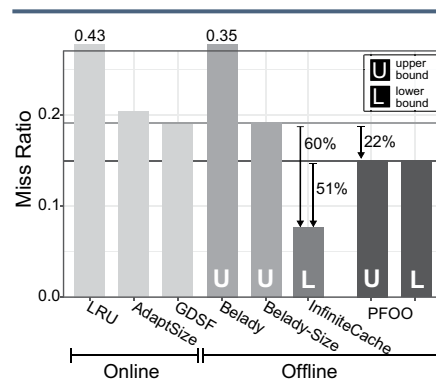 0.43
0.35
U upper bound
L lower bound
Miss Ratio
0.2
0.1
0.0
60%
51%
22%
U
U
L
U
L
LRU
AdaptSize
GDSF
Belady
Belady-Size
InfiniteCache
PFOO
Online
Offline